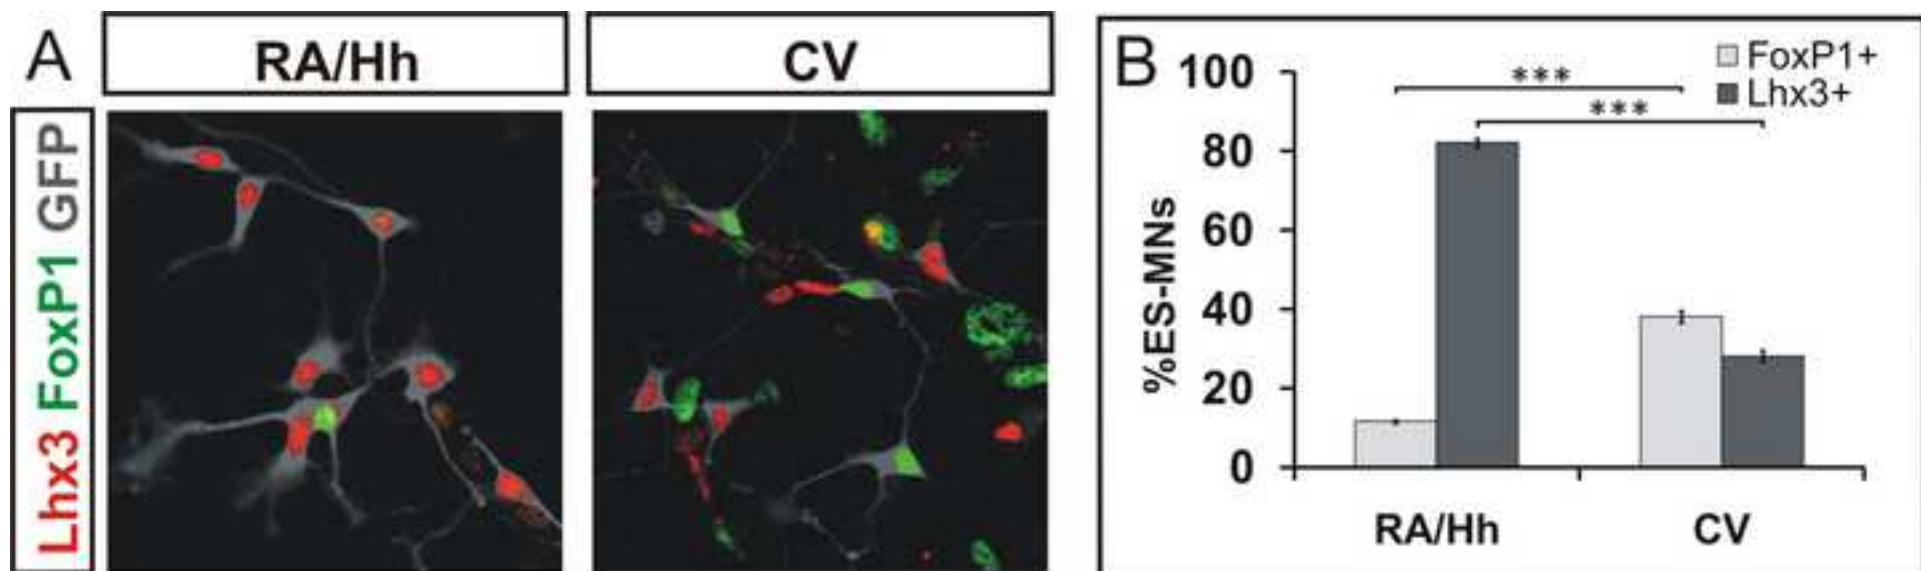 A
RA/Hh
CV
Lhx3 FoxP1 GFP
B
FoxP1+
Lhx3+
***
***
%ES-MNs
100
80
60
40
20
0
RA/Hh
CV